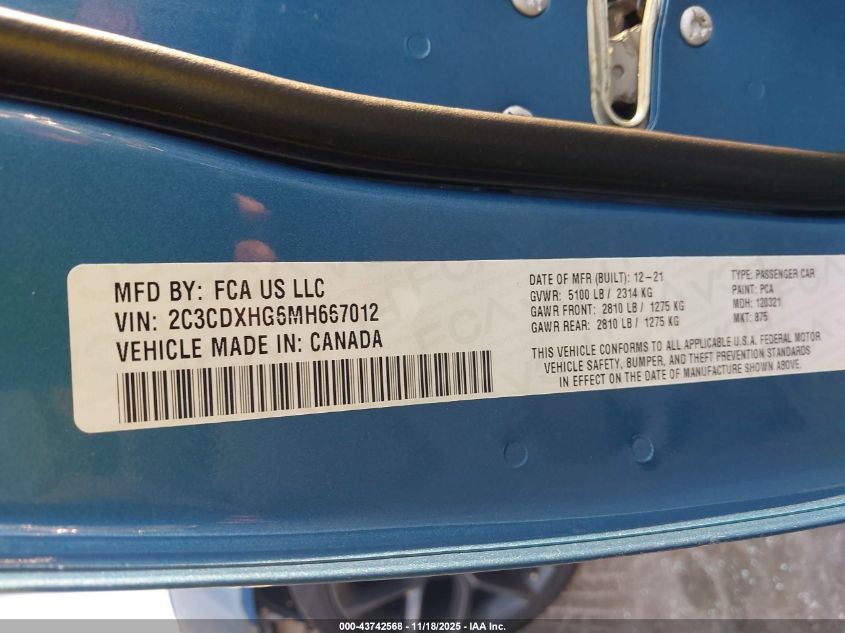 MFD BY: FCA US LLC
VIN: 2C3CDXHG6MH667012
VEHICLE MADE IN: CANADA
DATE OF MFR (BUILT): 12-21
GVWR: 5100 LB / 2314 KG
GAWR FRONT: 2810 LB / 1275 KG
GAWR REAR: 2810 LB / 1275 KG
TYPE: PASSENGER CAR
PAINT: PCA
MDH: 120321
MKT: 875
THIS VEHICLE CONFORMS TO ALL APPLICABLE U.S.A. FEDERAL MOTOR
VEHICLE SAFETY, BUMPER, AND THEFT PREVENTION STANDARDS
IN EFFECT ON THE DATE OF MANUFACTURE SHOWN ABOVE.
000-43742568 - 11/18/2025 - IAA Inc.